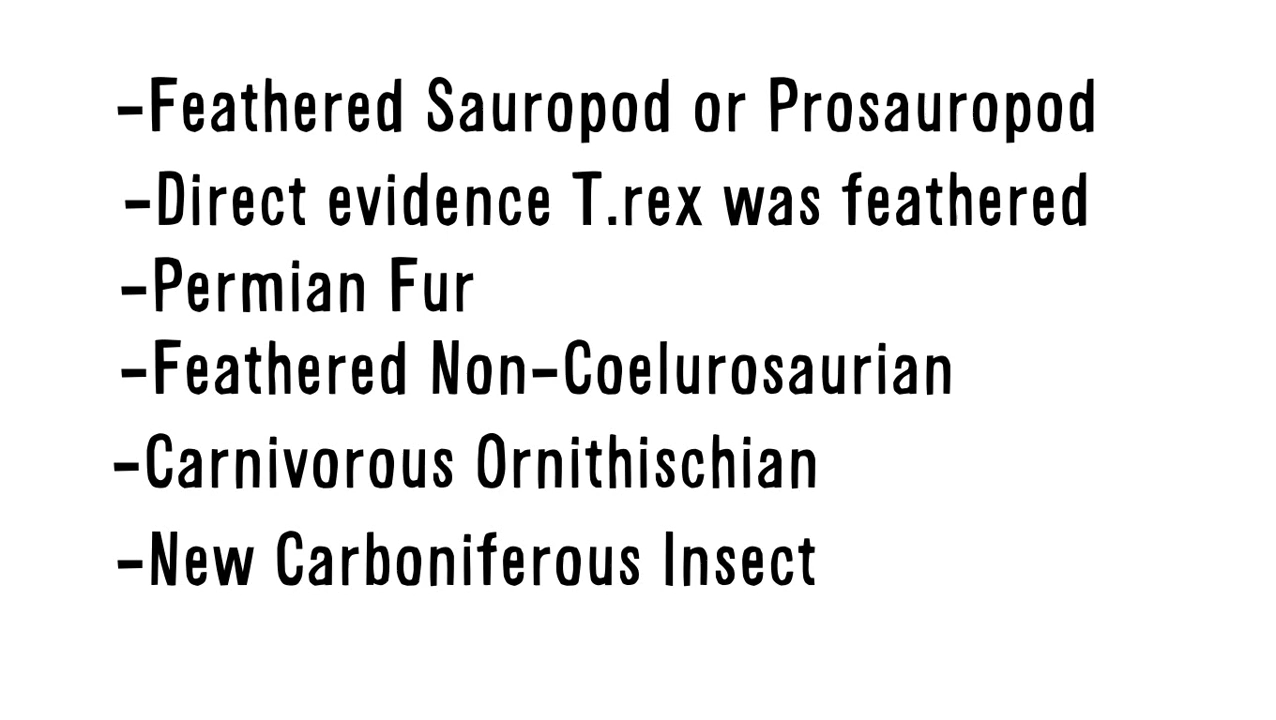 -Feathered Sauropod or Prosauropod
-Direct evidence T.rex was feathered
-Permian Fur
-Feathered Non-Coelurosaurian
-Carnivorous Ornithischian
-New Carboniferous Insect